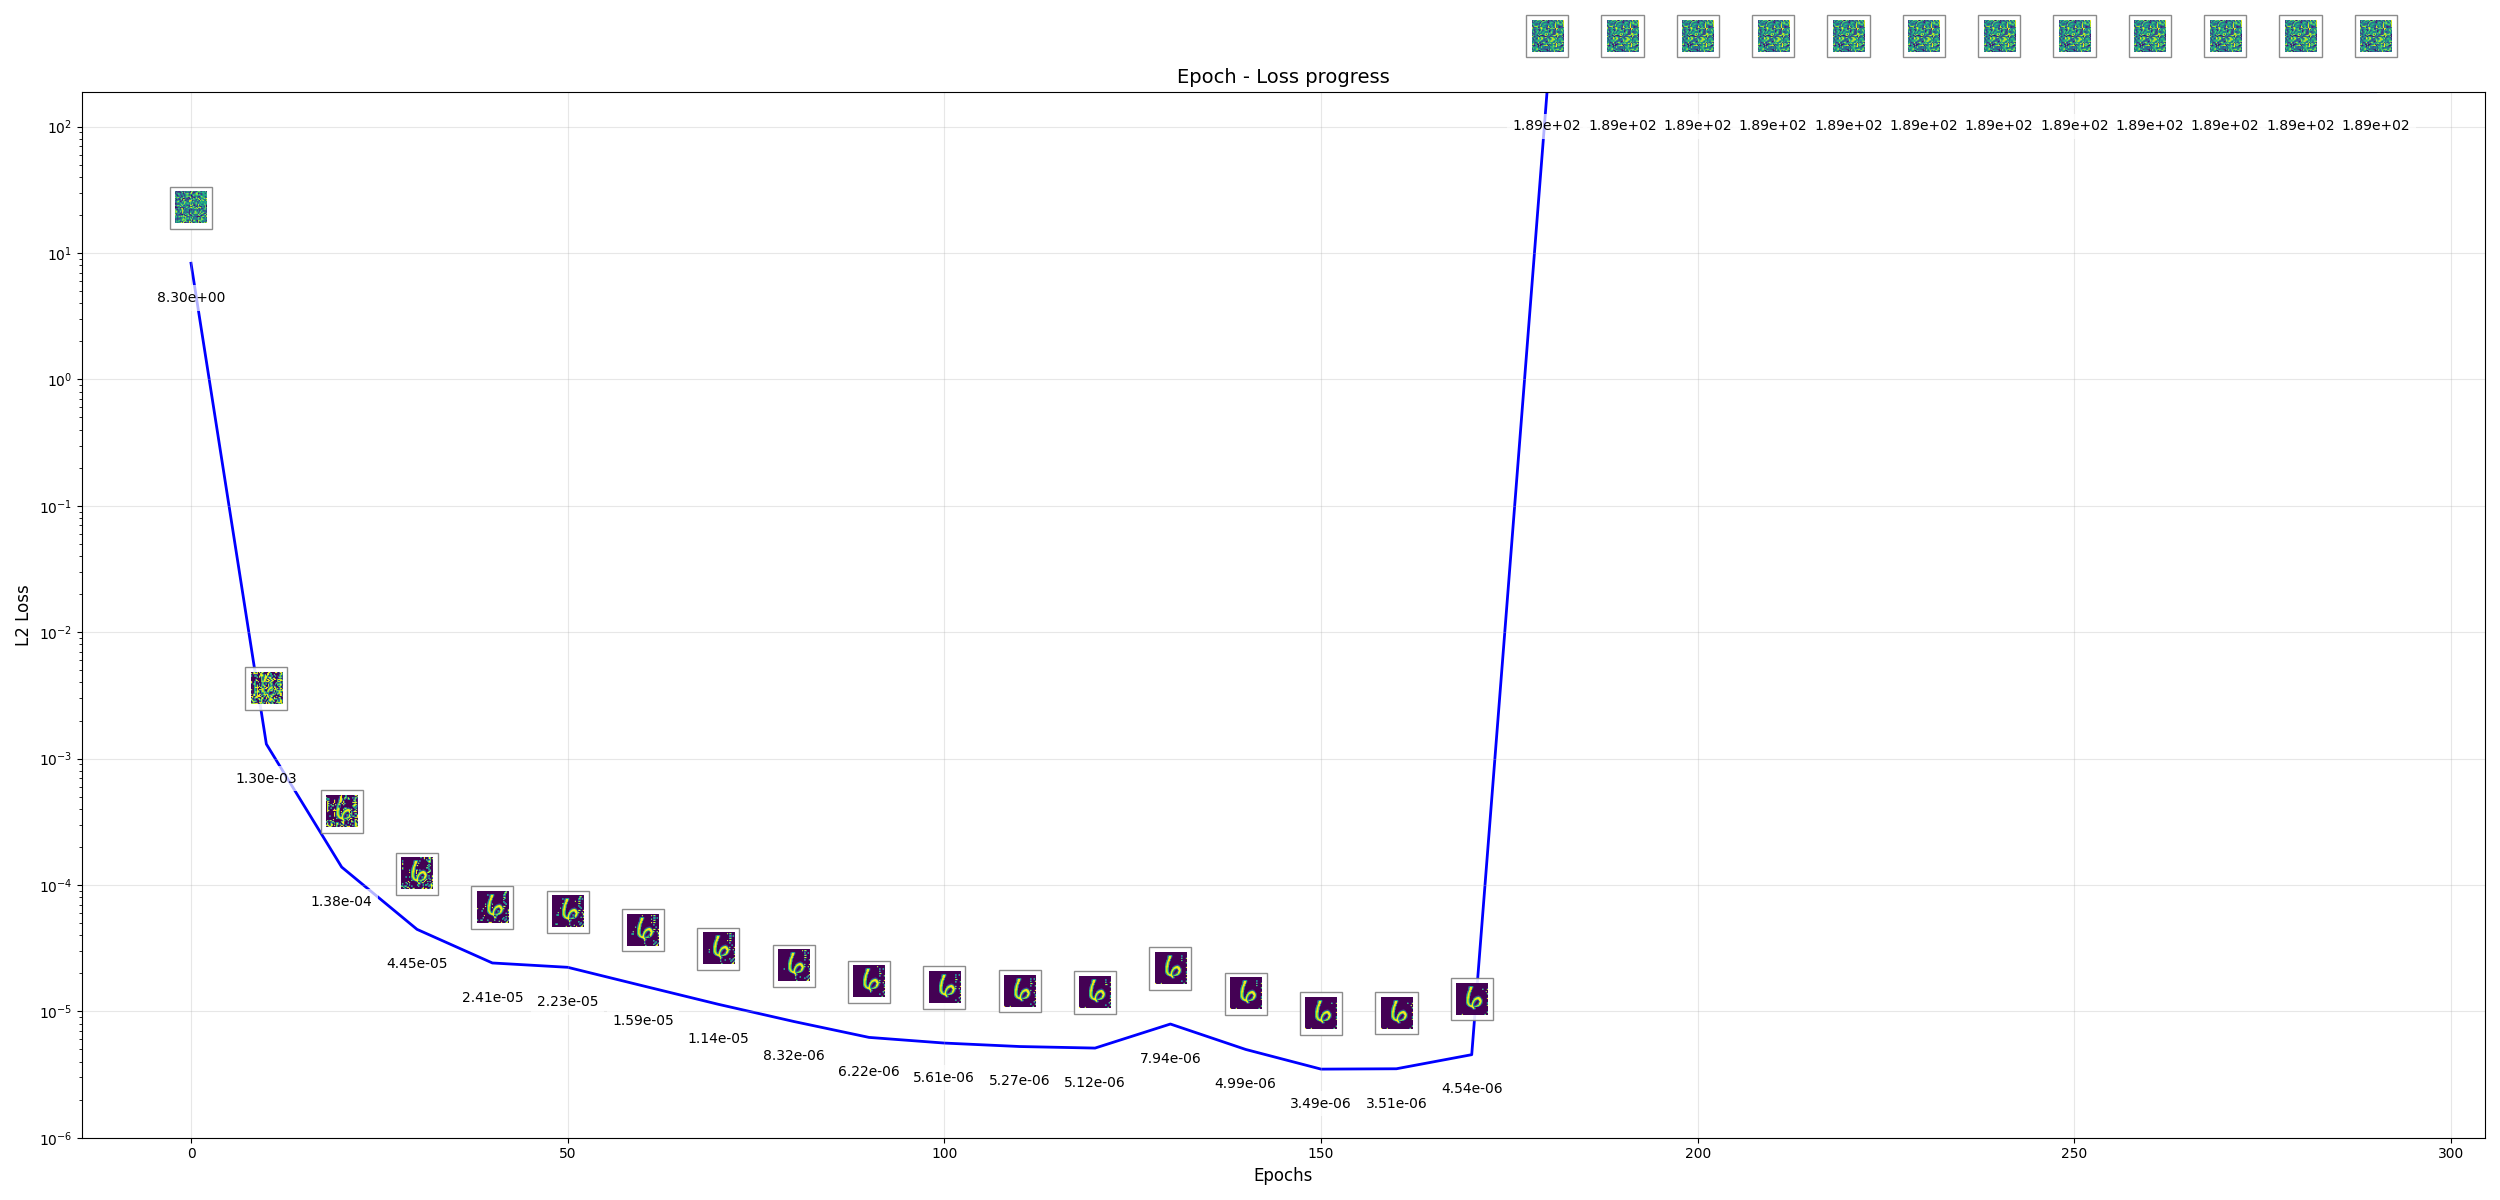 Epoch - Loss progress
10²
1.89e+02 1.89e+02 1.89e+02 1.89e+02 1.89e+02 1.89e+02 1.89e+02 1.89e+02 1.89e+02 1.89e+02 1.89e+02 1.89e+02
10¹
8.30e+00
10⁰
10⁻¹
L2 Loss
10⁻²
10⁻³
1.30e-03
10⁻⁴
1.38e-04
4.45e-05
2.41e-05
2.23e-05
10⁻⁵
1.59e-05
1.14e-05
8.32e-06
6.22e-06
5.61e-06
5.27e-06
5.12e-06
7.94e-06
4.99e-06
3.49e-06
3.51e-06
4.54e-06
10⁻⁶
0 50 100 150 200 250 300
Epochs